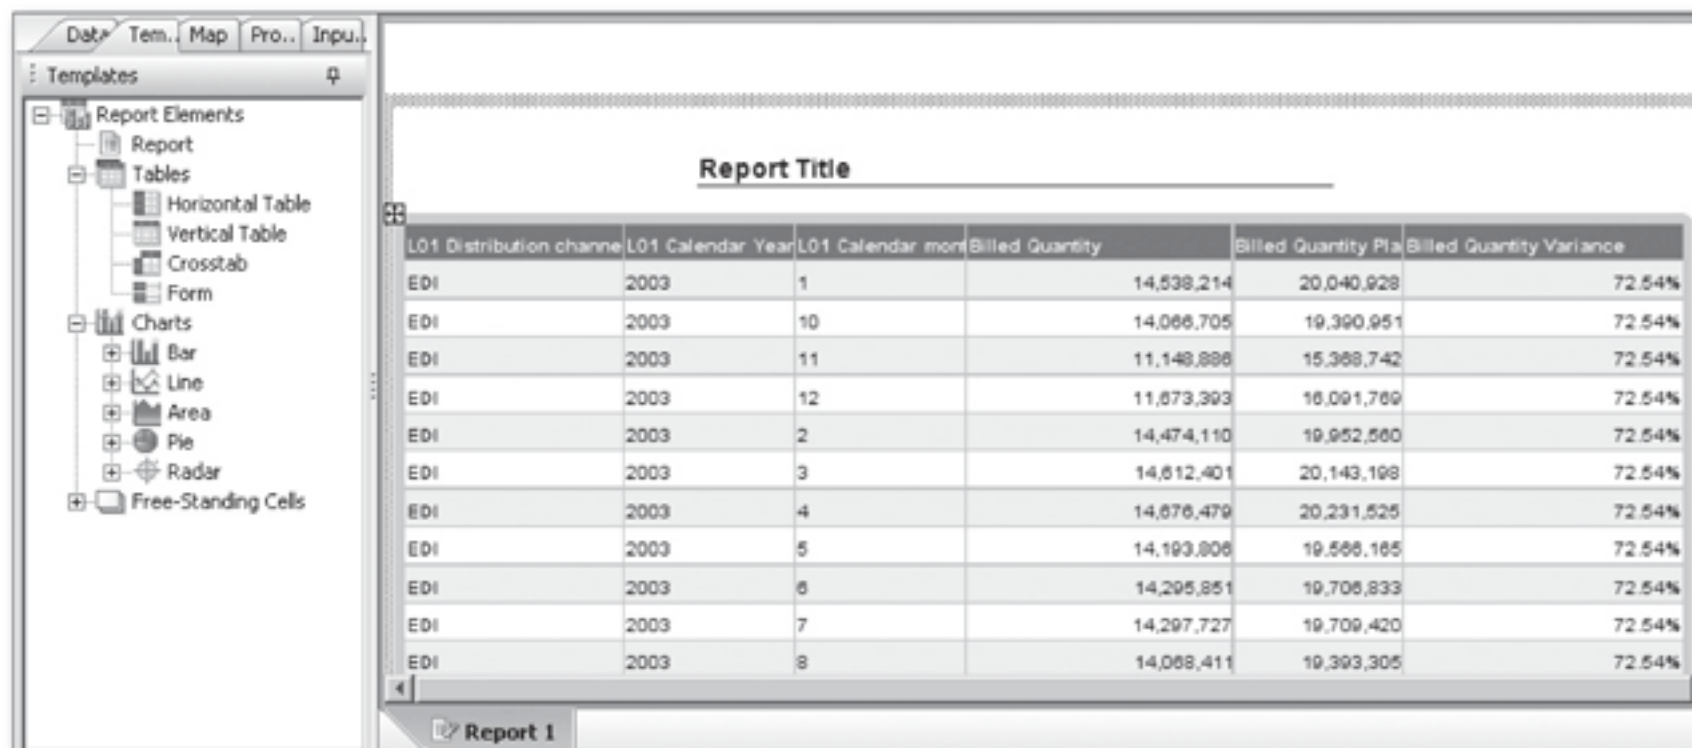 Data Tem.. Map Pro.. Inpu..
Templates
Report Elements
Report
Tables
Horizontal Table
Vertical Table
Crosstab
Form
Charts
Bar
Line
Area
Pie
Radar
Free-Standing Cells
Report Title
L01 Distribution channe L01 Calendar Year L01 Calendar mont Billed Quantity Billed Quantity Pla Billed Quantity Variance
EDI 2003 1 14,538,214 20,040,928 72.54%
EDI 2003 10 14,066,705 19,390,951 72.54%
EDI 2003 11 11,148,886 15,368,742 72.54%
EDI 2003 12 11,673,393 16,091,769 72.54%
EDI 2003 2 14,474,110 19,952,560 72.54%
EDI 2003 3 14,612,401 20,143,198 72.54%
EDI 2003 4 14,676,479 20,231,525 72.54%
EDI 2003 5 14,193,806 19,566,165 72.54%
EDI 2003 6 14,295,851 19,706,833 72.54%
EDI 2003 7 14,297,727 19,709,420 72.54%
EDI 2003 8 14,068,411 19,393,305 72.54%
Report 1